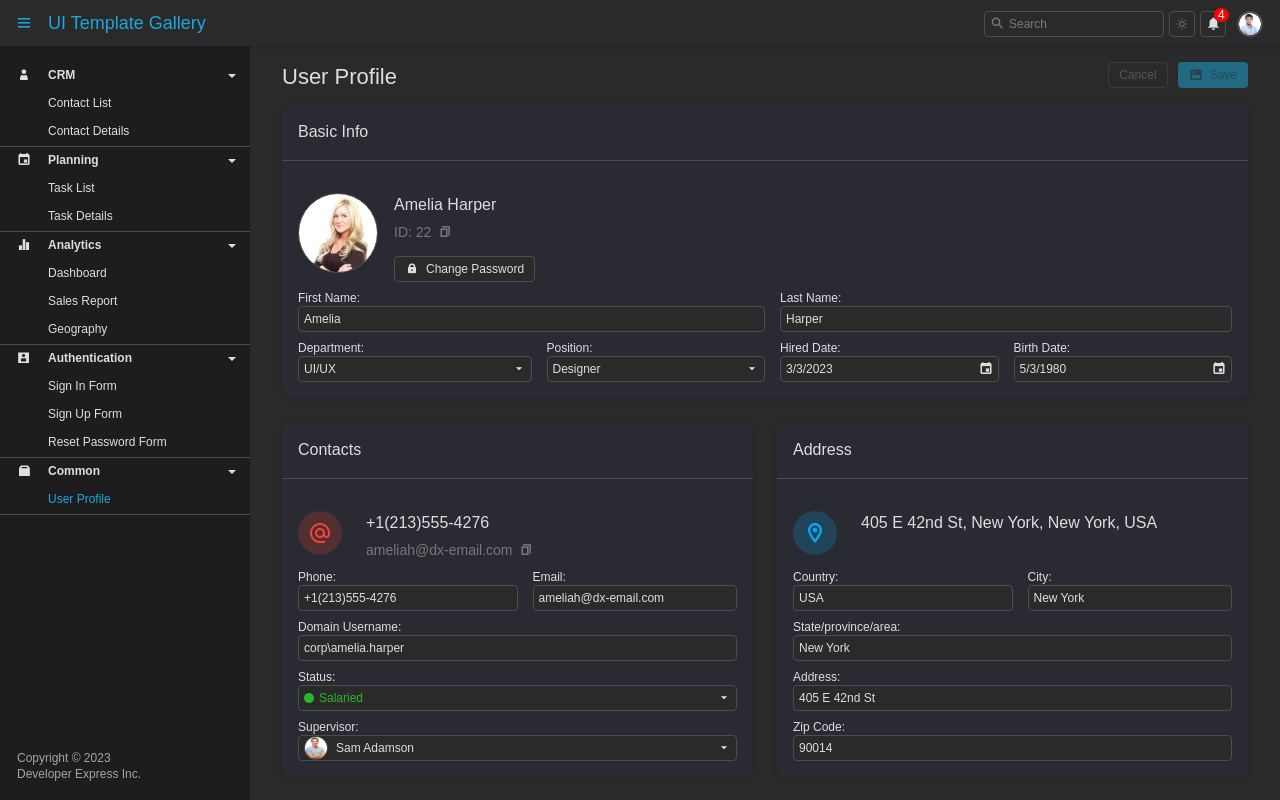 UI Template Gallery
Search
4
CRM
Contact List
Contact Details
Planning
Task List
Task Details
Analytics
Dashboard
Sales Report
Geography
Authentication
Sign In Form
Sign Up Form
Reset Password Form
Common
User Profile
Copyright © 2023
Developer Express Inc.
User Profile
Cancel
Save
Basic Info
Amelia Harper
ID: 22
Change Password
First Name:
Amelia
Last Name:
Harper
Department:
UI/UX
Position:
Designer
Hired Date:
3/3/2023
Birth Date:
5/3/1980
Contacts
+1(213)555-4276
ameliah@dx-email.com
Phone:
+1(213)555-4276
Email:
ameliah@dx-email.com
Domain Username:
corp\amelia.harper
Status:
Salaried
Supervisor:
Sam Adamson
Address
405 E 42nd St, New York, New York, USA
Country:
USA
City:
New York
State/province/area:
New York
Address:
405 E 42nd St
Zip Code:
90014